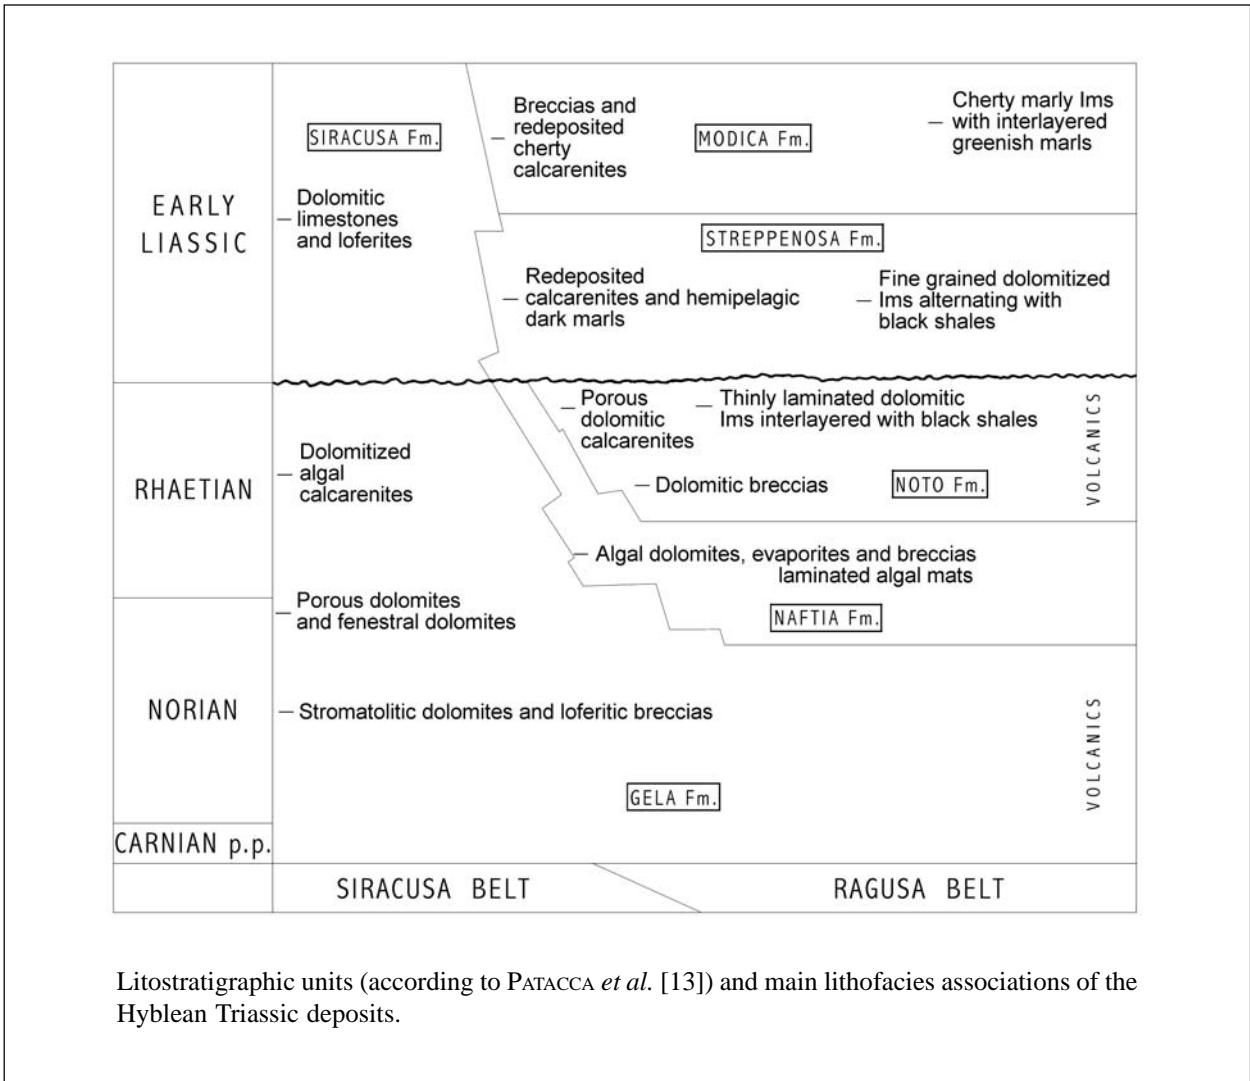 EARLY
LIASSIC
SIRACUSA Fm.
Dolomitic
limestones
and loferites
Breccias and
redeposited
cherty
calcarenites
MODICA Fm.
Cherty marly lms
with interlayered
greenish marls
STREPPENOSA Fm.
Redeposited
calcarenites and hemipelagic
dark marls
Fine grained dolomitized
lms alternating with
black shales
RHAETIAN
Dolomitized
algal
calcarenites
Porous
dolomitic
calcarenites
Thinly laminated dolomitic
lms interlayered with black shales
Dolomitic breccias
NOTO Fm.
VOLCANICS
Algal dolomites, evaporites and breccias
laminated algal mats
NAFTIA Fm.
Porous dolomites
and fenestral dolomites
NORIAN
Stromatolitic dolomites and loferitic breccias
GELA Fm.
VOLCANICS
CARNIAN p.p.
SIRACUSA BELT
RAGUSA BELT
Litostratigraphic units (according to PATACCA et al. [13]) and main lithofacies associations of the
Hyblean Triassic deposits.